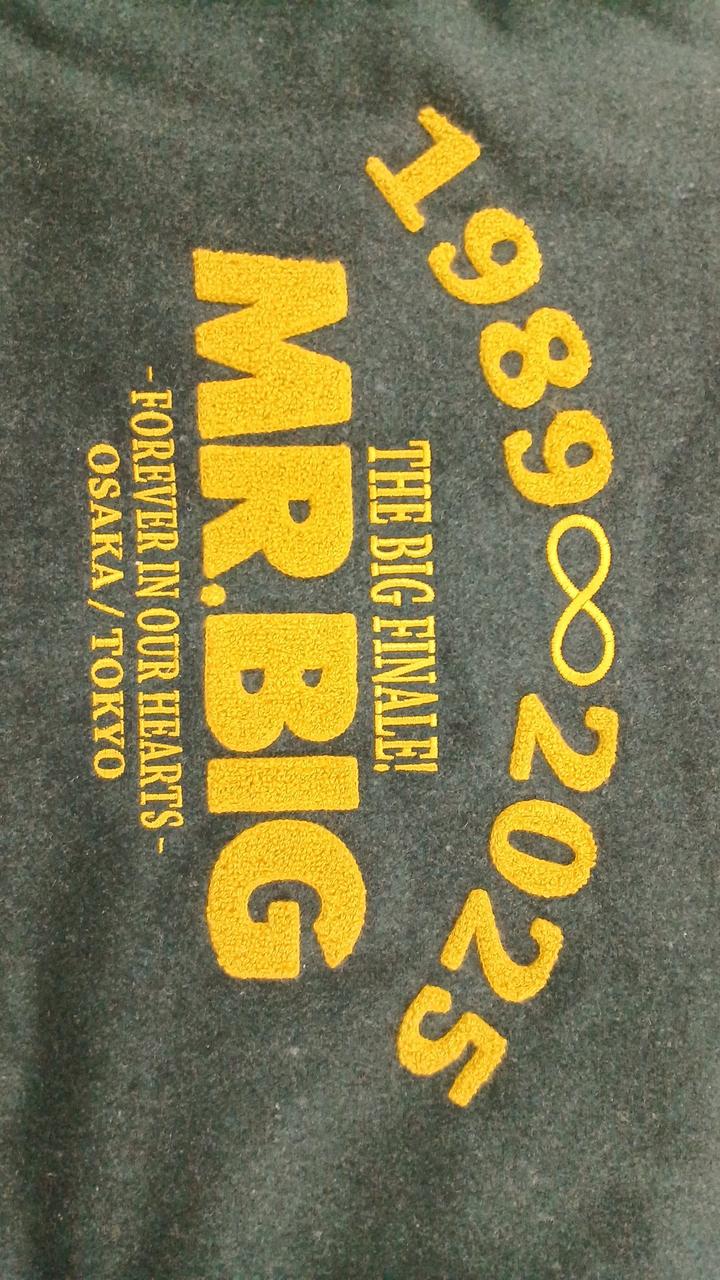 1989∞2025
THE BIG FINALE!
MR.BIG
-FOREVER IN OUR HEARTS-
OSAKA / TOKYO